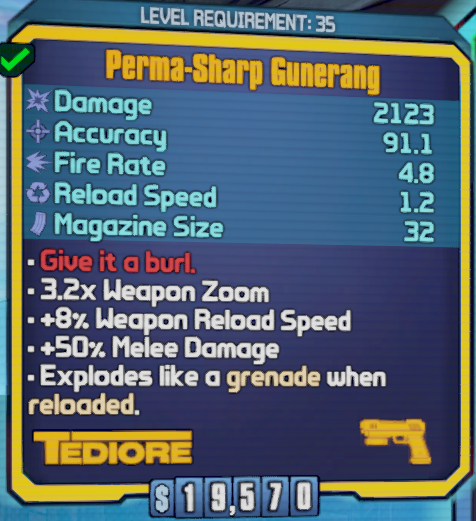 LEVEL REQUIREMENT: 35
Perma-Sharp Gunerang
Damage 2123
Accuracy 91.1
Fire Rate 4.8
Reload Speed 1.2
Magazine Size 32
· Give it a burl.
· 3.2x Weapon Zoom
· +8% Weapon Reload Speed
· +50% Melee Damage
· Explodes like a grenade when
reloaded.
TEDIORE
$19,570